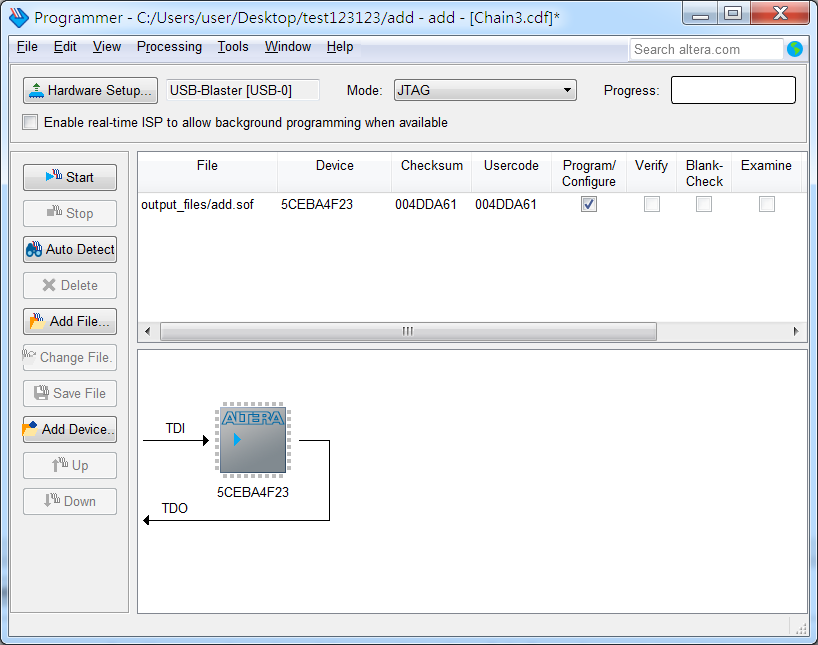 Programmer - C:/Users/user/Desktop/test123123/add - add - [Chain3.cdf]*
File Edit View Processing Tools Window Help
Search altera.com
Hardware Setup... USB-Blaster [USB-0] Mode: JTAG Progress:
Enable real-time ISP to allow background programming when available
Start
Stop
Auto Detect
Delete
Add File...
Change File.
Save File
Add Device..
Up
Down
File Device Checksum Usercode Program/ Verify Blank- Examine
Configure Check
output_files/add.sof 5CEBA4F23 004DDA61 004DDA61
ALTERA
TDI
5CEBA4F23
TDO